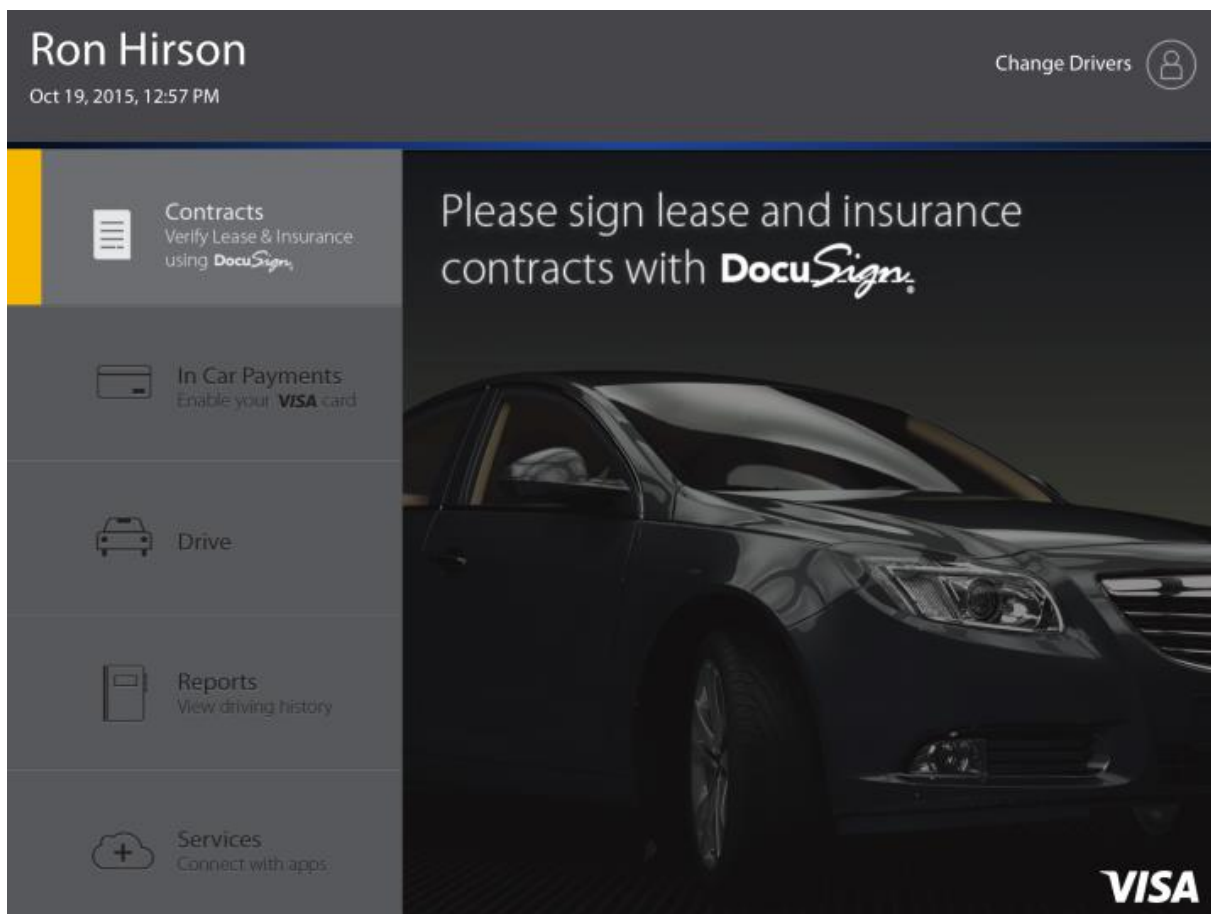 Ron Hirson
Oct 19, 2015, 12:57 PM
Change Drivers
Contracts
Verify Lease & Insurance
using DocuSign
Please sign lease and insurance
contracts with DocuSign®
In Car Payments
Enable your VISA card
Drive
Reports
View driving history
Services
Connect with apps
VISA